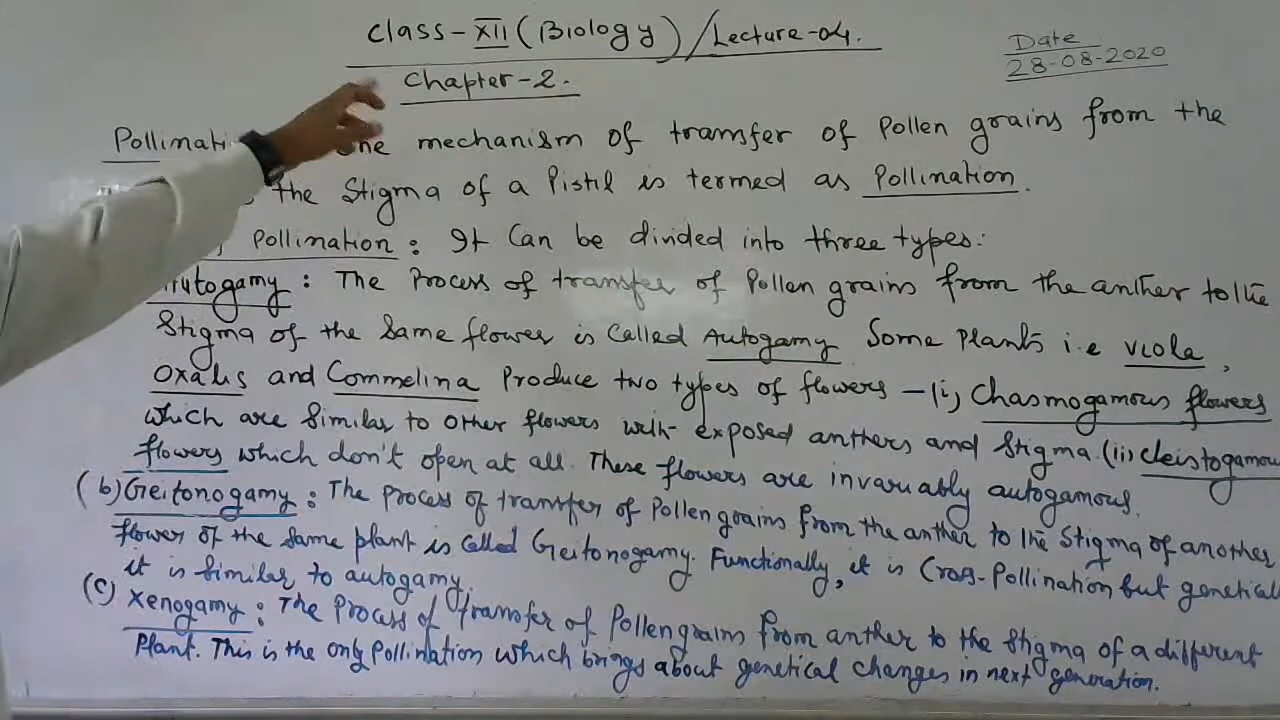 Class-XII (Biology) / Lecture-04.
Date
28-08-2020
Chapter-2.
Pollinati mechanism of transfer of Pollen grains from the
the Stigma of a Pistil is termed as Pollination.
Pollination : It Can be divided into three types:
Autogamy : The Process of transfer of Pollen grains from the anther to the
Stigma of the Same flower is Called Autogamy Some Plants i.e viola,
Oxalis and Commelina Produce two types of flowers - (i) Chasmogamous flowers
which are Similar to other flowers with exposed anthers and Stigma. (ii) Cleistogamou
flowers which don't open at all. These flowers are invariably autogamous.
(b) Geitonogamy : The process of transfer of Pollen grains from the anther to the Stigma of another
flower of the Same plant is Called Geitonogamy. Functionally, it is Cross-Pollination but genetical
it is Similar to autogamy.
(C) Xenogamy : The Process of transfer of Pollen grains from anther to the Stigma of a different
Plant. This is the only Pollination which brings about genetical changes in next generation.